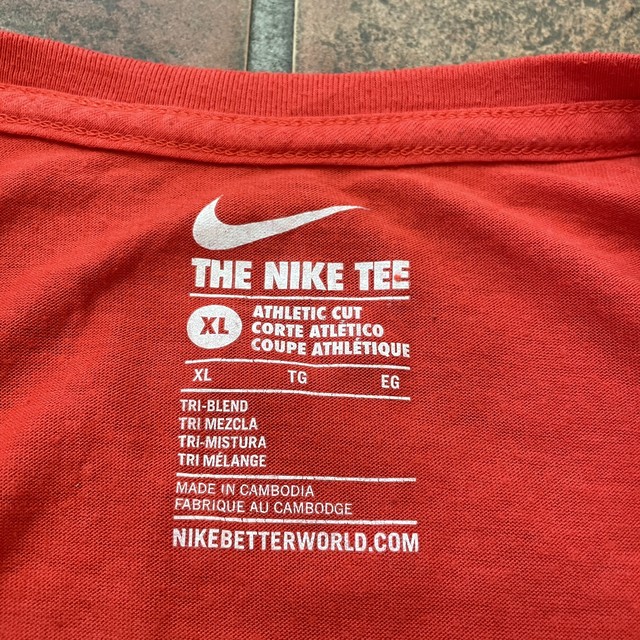 THE NIKE TEE
XL
ATHLETIC CUT
CORTE ATLÉTICO
COUPE ATHLÉTIQUE
XL TG EG
TRI-BLEND
TRI MEZCLA
TRI-MISTURA
TRI MÉLANGE
MADE IN CAMBODIA
FABRIQUE AU CAMBODGE
NIKEBETTERWORLD.COM